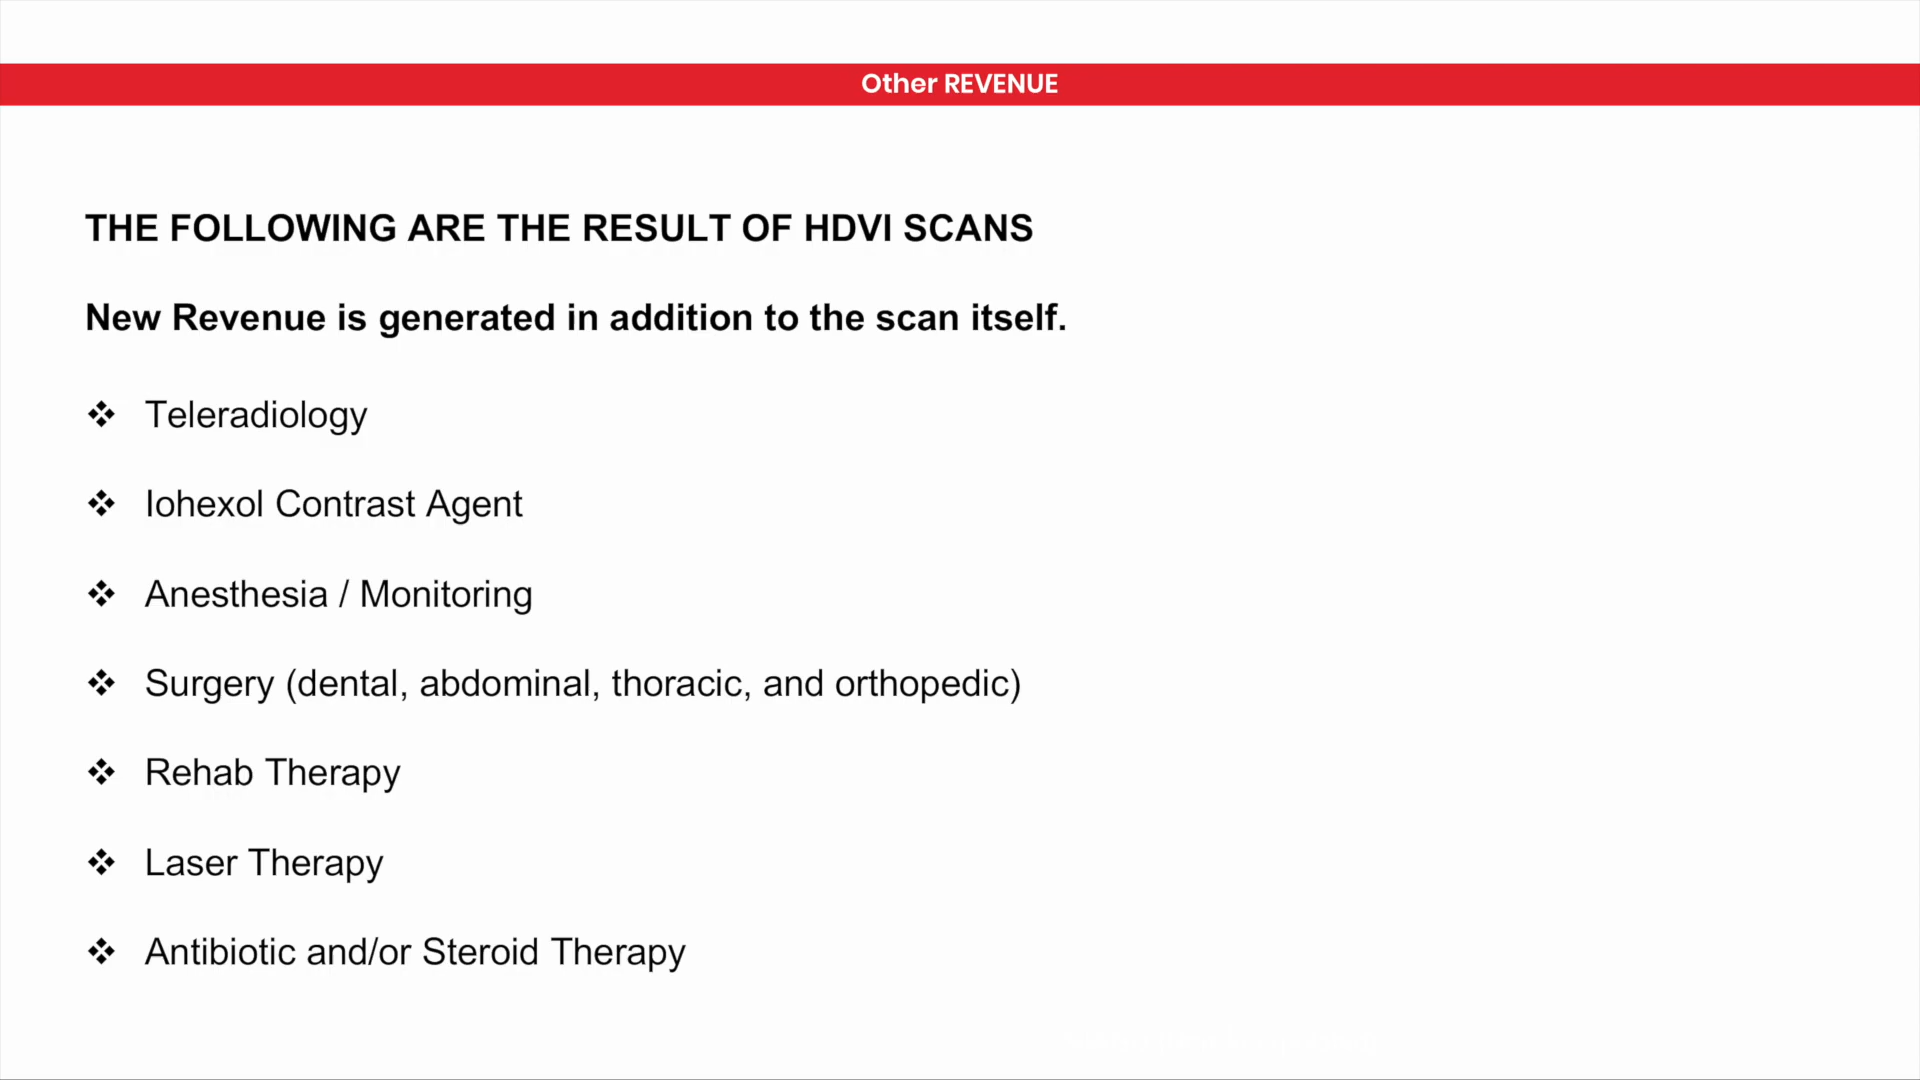 Other REVENUE
THE FOLLOWING ARE THE RESULT OF HDVI SCANS
New Revenue is generated in addition to the scan itself.
❖ Teleradiology
❖ Iohexol Contrast Agent
❖ Anesthesia / Monitoring
❖ Surgery (dental, abdominal, thoracic, and orthopedic)
❖ Rehab Therapy
❖ Laser Therapy
❖ Antibiotic and/or Steroid Therapy